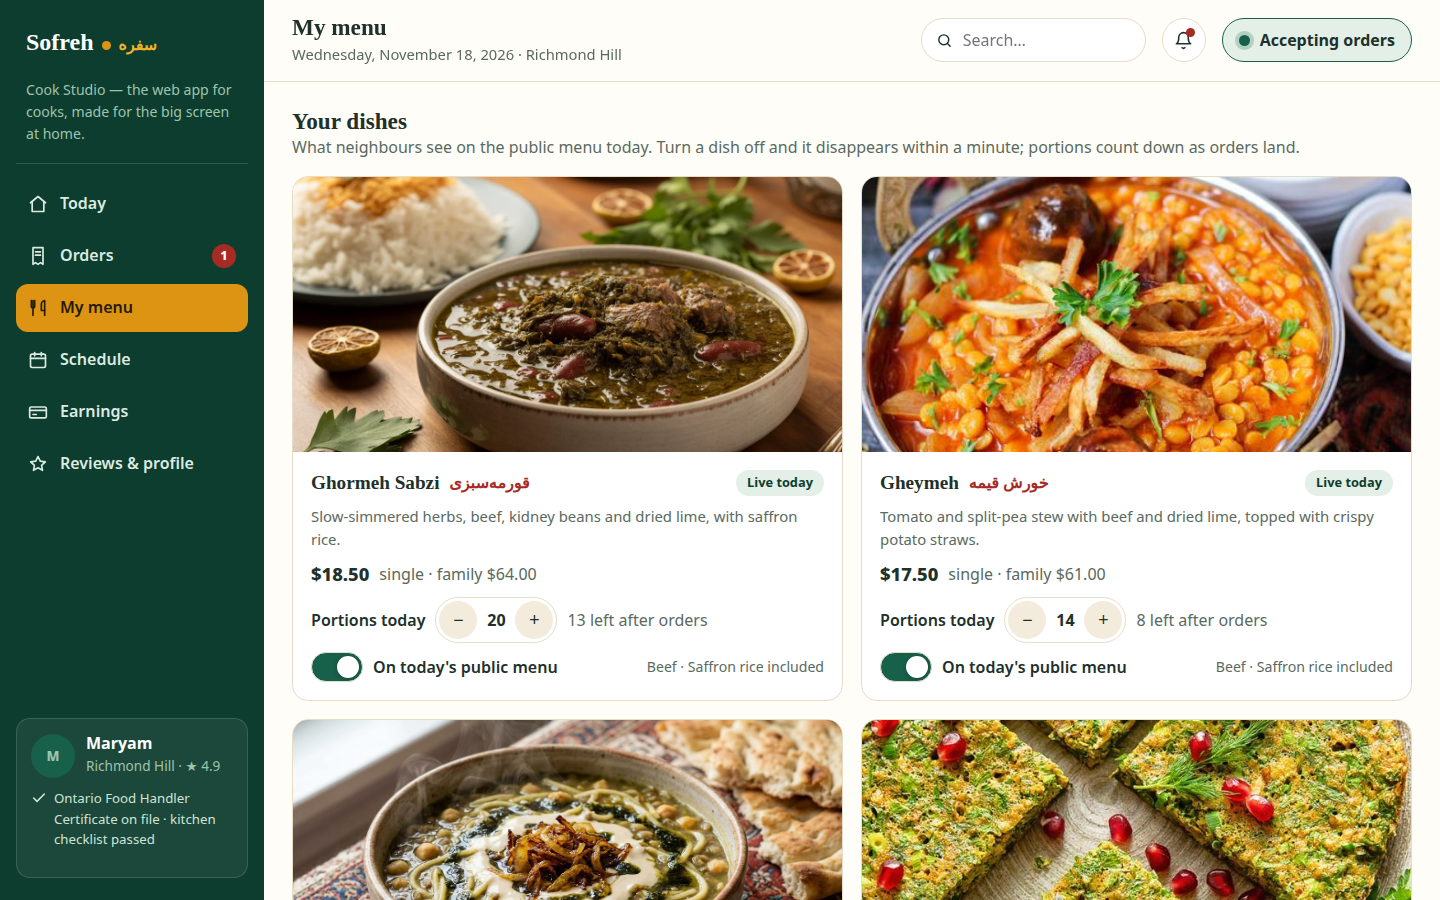 Sofreh سفره
Cook Studio — the web app for
cooks, made for the big screen
at home.
Today
Orders 1
My menu
Schedule
Earnings
Reviews & profile
M
Maryam
Richmond Hill · ★ 4.9
Ontario Food Handler
Certificate on file · kitchen
checklist passed
My menu
Wednesday, November 18, 2026 · Richmond Hill
Search...
Accepting orders
Your dishes
What neighbours see on the public menu today. Turn a dish off and it disappears within a minute; portions count down as orders land.
Ghormeh Sabzi قورمه‌سبزی
Live today
Slow-simmered herbs, beef, kidney beans and dried lime, with saffron
rice.
$18.50 single · family $64.00
Portions today − 20 + 13 left after orders
On today's public menu
Beef · Saffron rice included
Gheymeh خورش قیمه
Live today
Tomato and split-pea stew with beef and dried lime, topped with crispy
potato straws.
$17.50 single · family $61.00
Portions today − 14 + 8 left after orders
On today's public menu
Beef · Saffron rice included